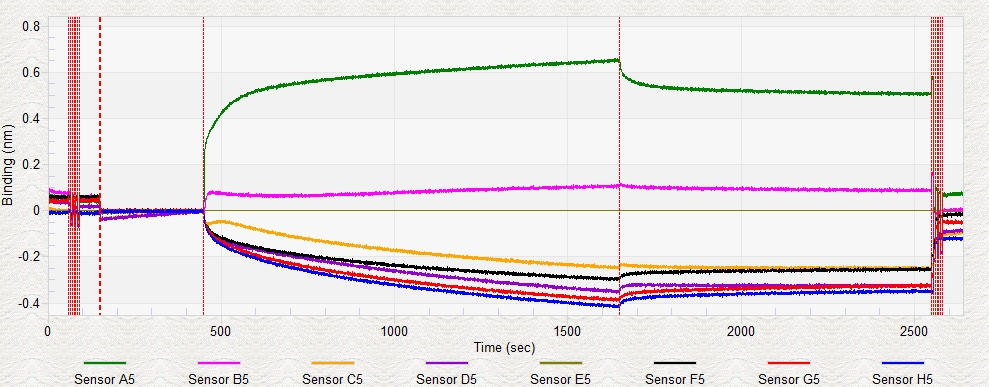 0.8
0.6
0.4
0.2
0
-0.2
-0.4
Binding (nm)
0 500 1000 1500 2000 2500
Time (sec)
Sensor A5 Sensor B5 Sensor C5 Sensor D5 Sensor E5 Sensor F5 Sensor G5 Sensor H5